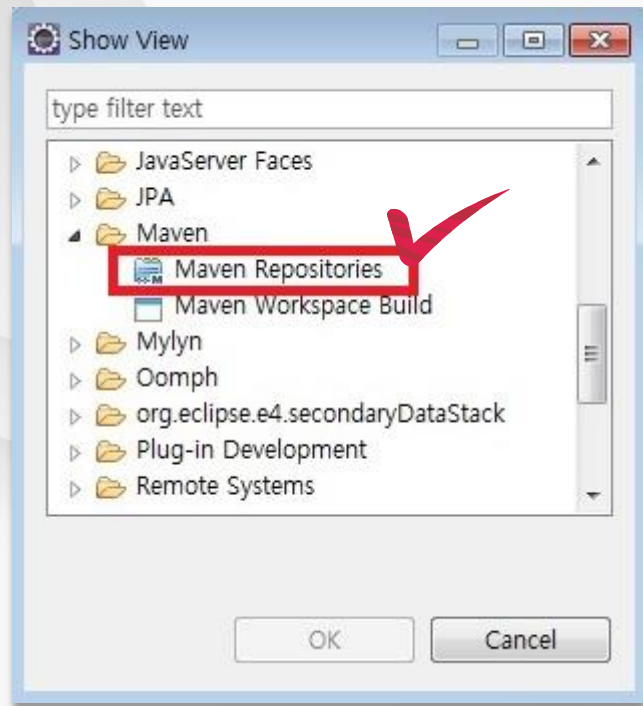 Show View
type filter text
JavaServer Faces
JPA
Maven
Maven Repositories
Maven Workspace Build
Mylyn
Oomph
org.eclipse.e4.secondaryDataStack
Plug-in Development
Remote Systems
OK
Cancel